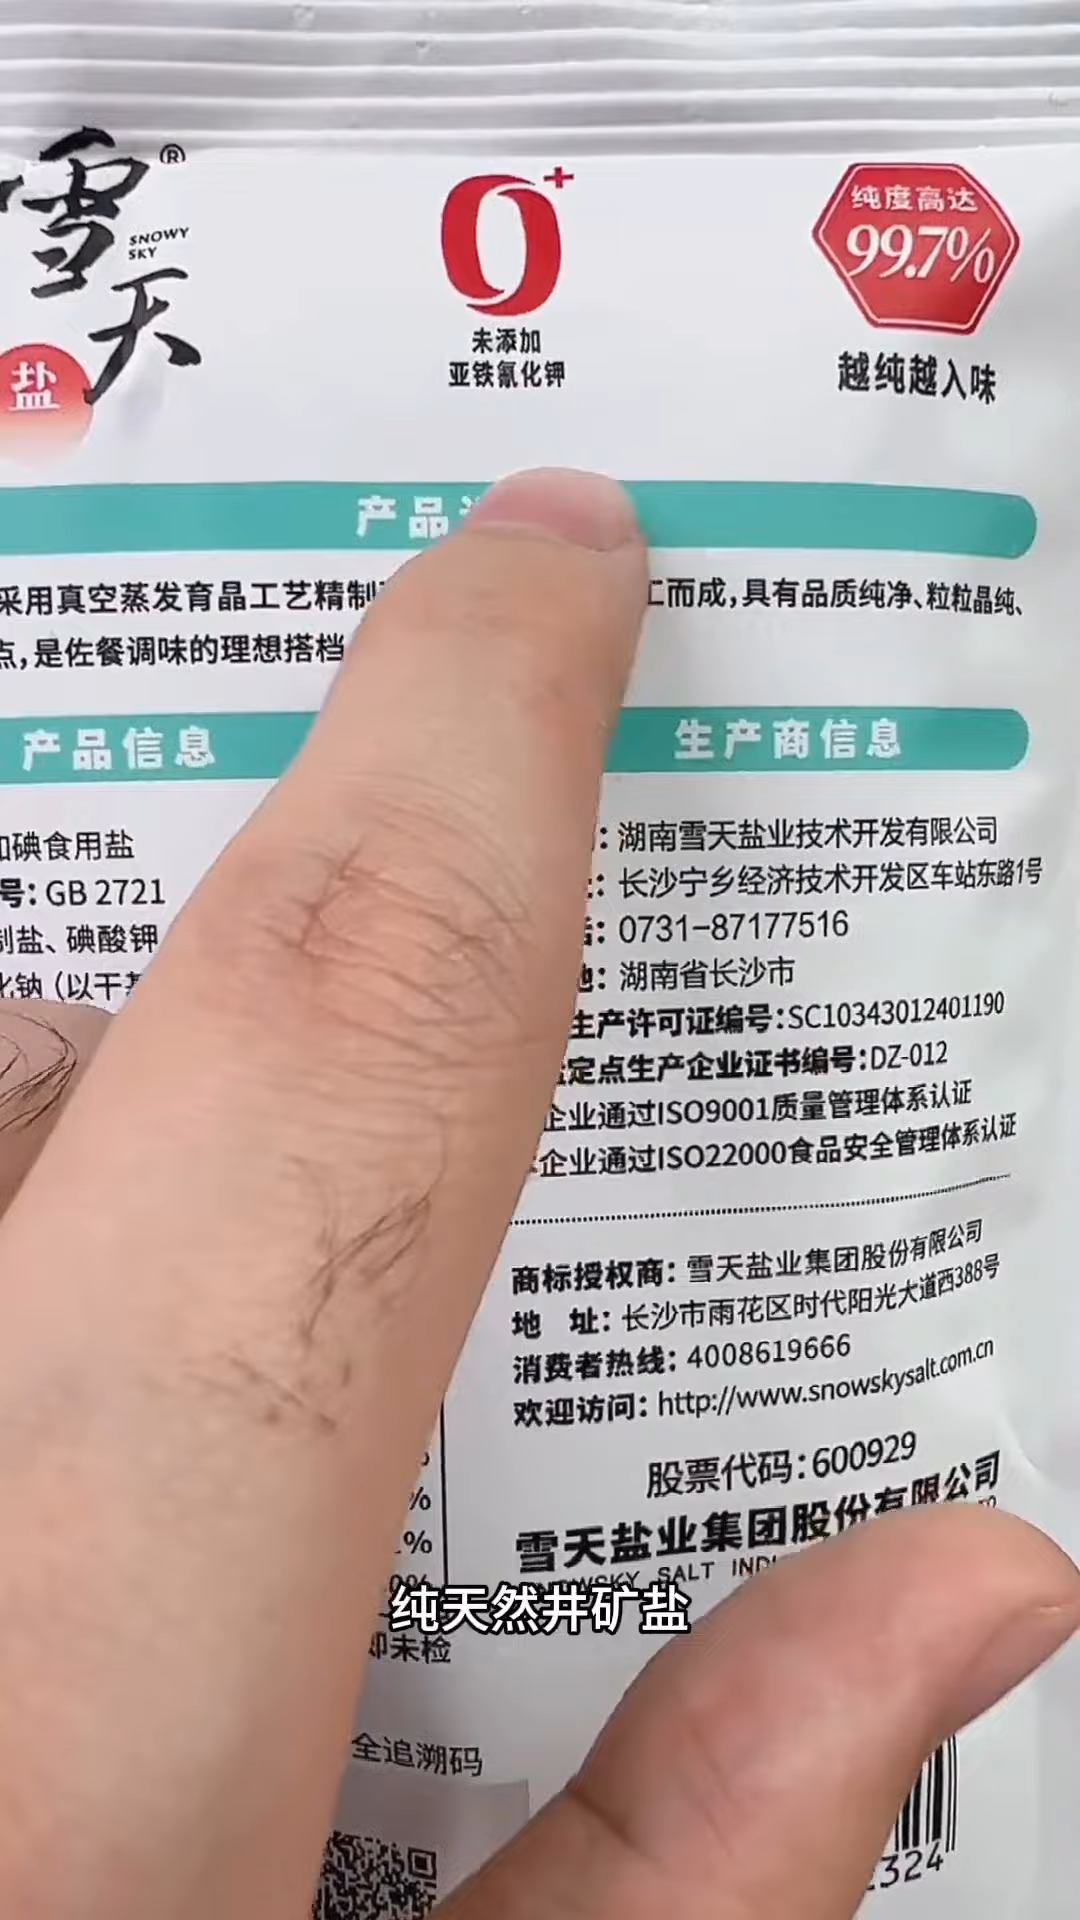 雪天®
SNOWY
SKY
盐
0+
未添加
亚铁氰化钾
纯度高达
99.7%
越纯越入味
产品
采用真空蒸发育晶工艺精制
工而成,具有品质纯净、粒粒晶纯、
点,是佐餐调味的理想搭档
产品信息
加碘食用盐
号: GB 2721
制盐、碘酸钾
化钠(以干基
生产商信息
: 湖南雪天盐业技术开发有限公司
: 长沙宁乡经济技术开发区车站东路1号
: 0731-87177516
地: 湖南省长沙市
生产许可证编号:SC10343012401190
定点生产企业证书编号:DZ-012
企业通过ISO9001质量管理体系认证
企业通过ISO22000食品安全管理体系认证
商标授权商: 雪天盐业集团股份有限公司
地 址: 长沙市雨花区时代阳光大道西388号
消费者热线: 4008619666
欢迎访问: http://www.snowskysalt.com.cn
股票代码:600929
雪天盐业集团股份有限公司
SALT
纯天然井矿盐
%
%
%
即未检
全追溯码
2324